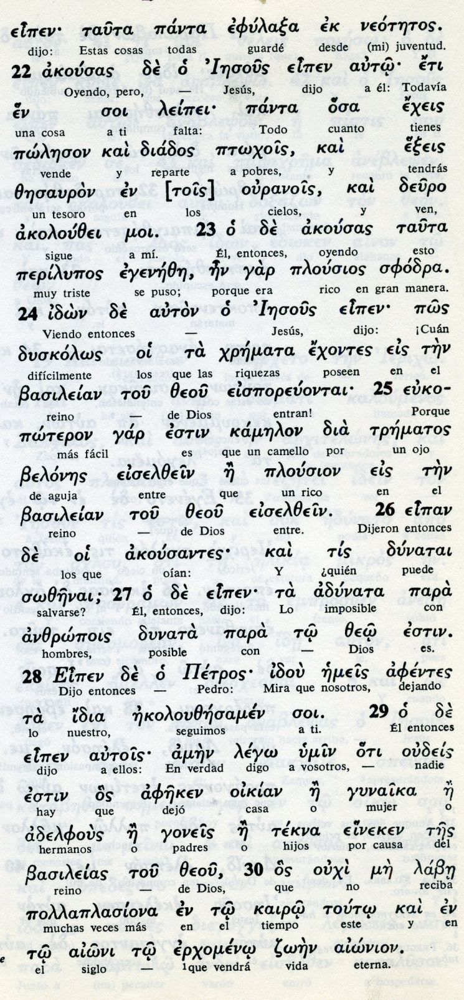 εἶπεν· ταῦτα πάντα ἐφύλαξα ἐκ νεότητος.
dijo: Estas cosas todas guardé desde (mi) juventud.
22 ἀκούσας δὲ ὁ Ἰησοῦς εἶπεν αὐτῷ· ἔτι
Oyendo, pero, — Jesús, dijo a él: Todavía
ἕν σοι λείπει· πάντα ὅσα ἔχεις
una cosa a ti falta: Todo cuanto tienes
πώλησον καὶ διάδος πτωχοῖς, καὶ ἕξεις
vende y reparte a pobres, y tendrás
θησαυρὸν ἐν [τοῖς] οὐρανοῖς, καὶ δεῦρο
un tesoro en los cielos, y ven,
ἀκολούθει μοι. 23 ὁ δὲ ἀκούσας ταῦτα
sigue a mí. Él, entonces, oyendo esto
περίλυπος ἐγενήθη, ἦν γὰρ πλούσιος σφόδρα.
muy triste se puso; porque era rico en gran manera.
24 ἰδὼν δὲ αὐτὸν ὁ Ἰησοῦς εἶπεν· πῶς
Viendo entonces — Jesús, dijo: ¡Cuán
δυσκόλως οἱ τὰ χρήματα ἔχοντες εἰς τὴν
difícilmente los que las riquezas poseen en el
βασιλείαν τοῦ θεοῦ εἰσπορεύονται· 25 εὐκο-
reino — de Dios entran! Porque
πώτερον γάρ ἐστιν κάμηλον διὰ τρήματος
más fácil es que un camello por un ojo
βελόνης εἰσελθεῖν ἢ πλούσιον εἰς τὴν
de aguja entre que un rico en el
βασιλείαν τοῦ θεοῦ εἰσελθεῖν. 26 εἶπαν
reino — de Dios entre. Dijeron entonces
δὲ οἱ ἀκούσαντες· καὶ τίς δύναται
los que oían: Y ¿quién puede
σωθῆναι; 27 ὁ δὲ εἶπεν· τὰ ἀδύνατα παρὰ
salvarse? Él, entonces, dijo: Lo imposible con
ἀνθρώποις δυνατὰ παρὰ τῷ θεῷ ἐστιν.
hombres, posible con — Dios es.
28 Εἶπεν δὲ ὁ Πέτρος· ἰδοὺ ἡμεῖς ἀφέντες
Dijo entonces — Pedro: Mira que nosotros, dejando
τὰ ἴδια ἠκολουθήσαμέν σοι. 29 ὁ δὲ
lo nuestro, seguimos a ti. Él entonces
εἶπεν αὐτοῖς· ἀμὴν λέγω ὑμῖν ὅτι οὐδείς
dijo a ellos: En verdad digo a vosotros, — nadie
ἐστιν ὃς ἀφῆκεν οἰκίαν ἢ γυναῖκα ἢ
hay que dejó casa o mujer o
ἀδελφοὺς ἢ γονεῖς ἢ τέκνα εἵνεκεν τῆς
hermanos o padres o hijos por causa del
βασιλείας τοῦ θεοῦ, 30 ὃς οὐχὶ μὴ λάβῃ
reino — de Dios, que no reciba
πολλαπλασίονα ἐν τῷ καιρῷ τούτῳ καὶ ἐν
muchas veces más en el tiempo este y en
τῷ αἰῶνι τῷ ἐρχομένῳ ζωὴν αἰώνιον.
el siglo — 1que vendrá vida eterna.